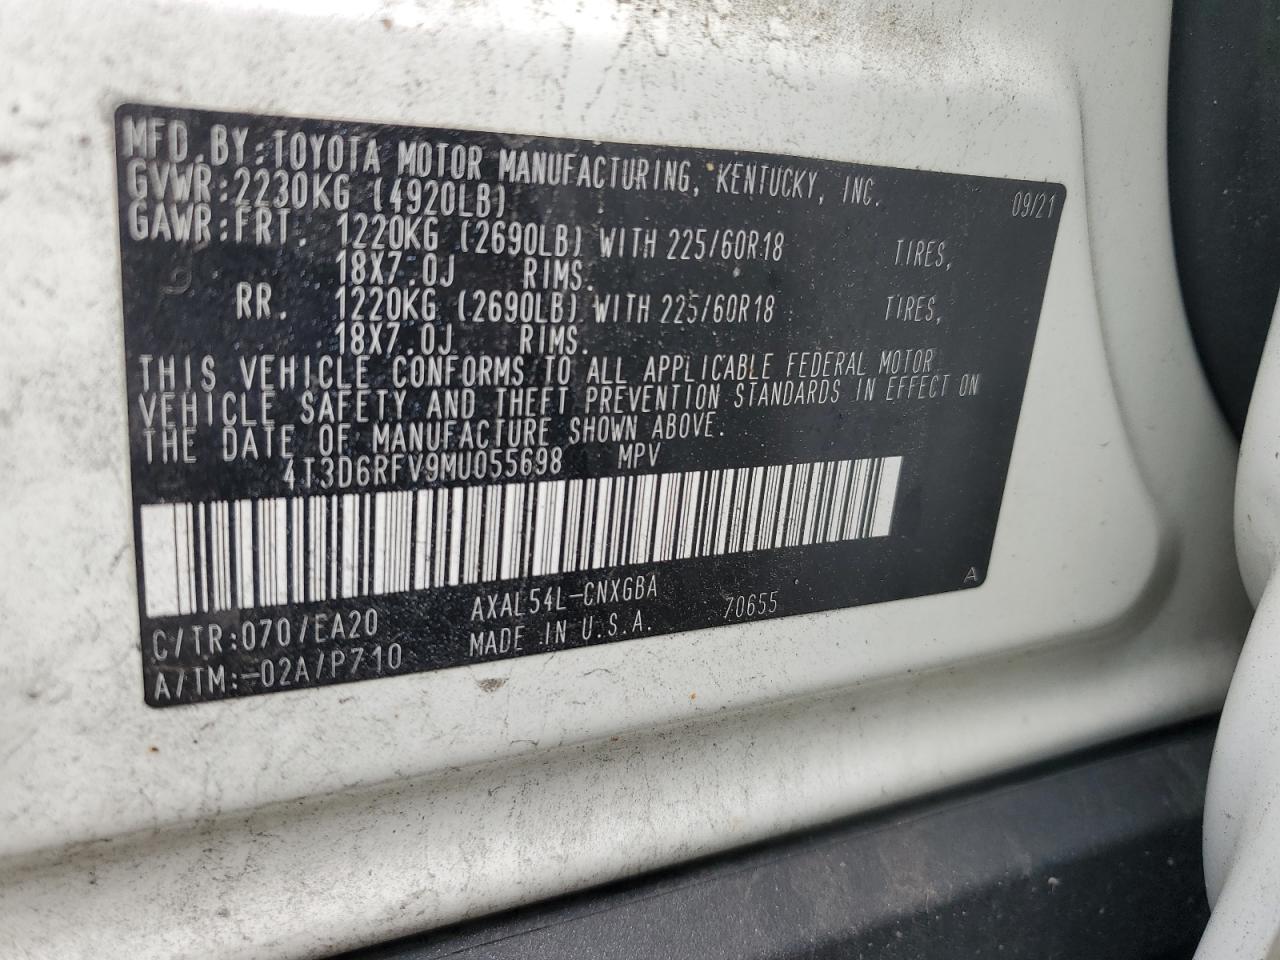 MFD.BY:TOYOTA MOTOR MANUFACTURING, KENTUCKY, INC. 09/21
GVWR:2230KG (4920LB)
GAWR:FRT. 1220KG (2690LB) WITH 225/60R18 TIRES,
18X7.0J RIMS.
RR. 1220KG (2690LB) WITH 225/60R18 TIRES,
18X7.0J RIMS.
THIS VEHICLE CONFORMS TO ALL APPLICABLE FEDERAL MOTOR
VEHICLE SAFETY AND THEFT PREVENTION STANDARDS IN EFFECT ON
THE DATE OF MANUFACTURE SHOWN ABOVE.
4T3D6RFV9MU055698 MPV
C/TR:070/EA20 AXAL54L-CNXGBA 70655 A
A/TM:-02A/P710 MADE IN U.S.A.